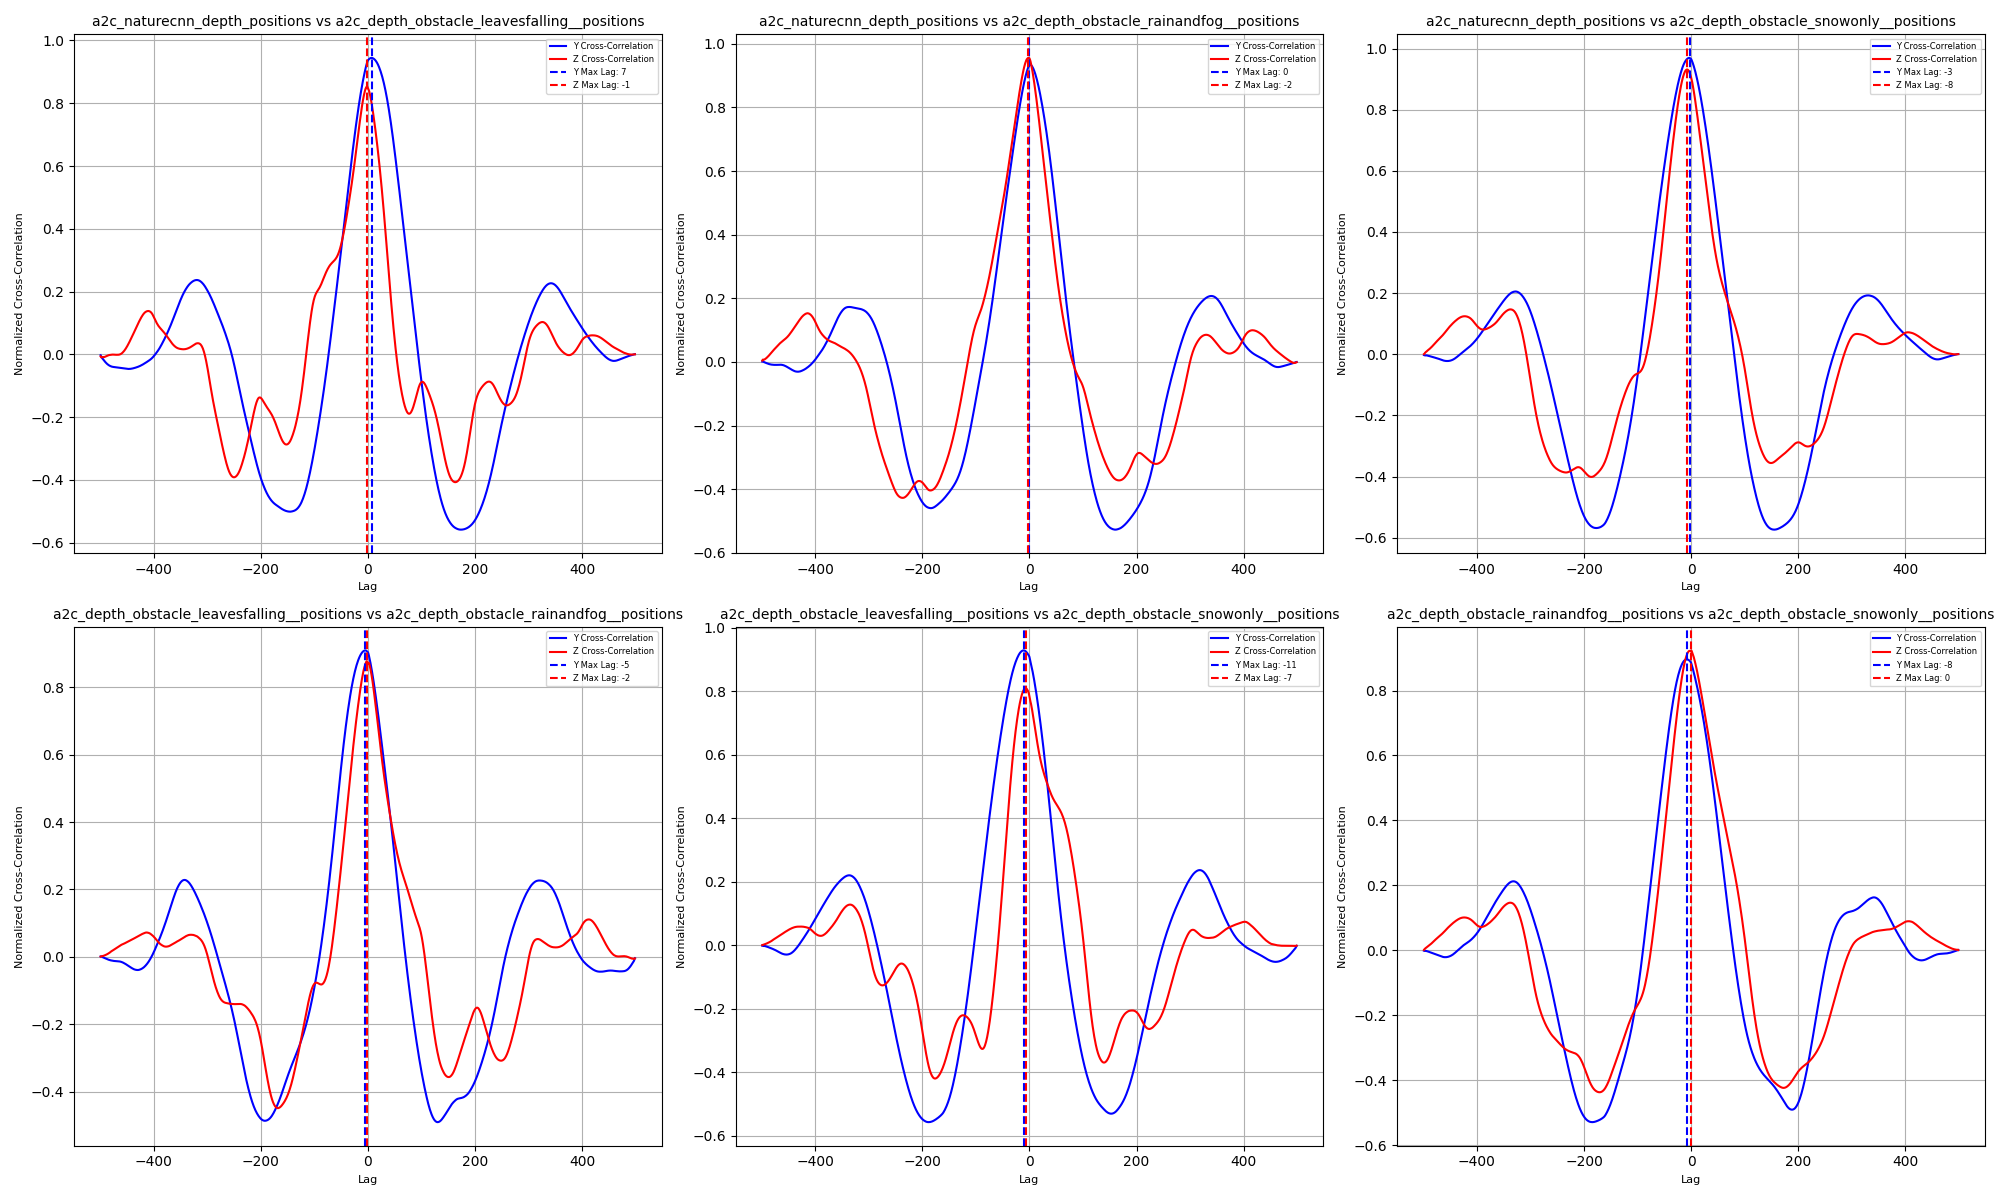 a2c_naturecnn_depth_positions vs a2c_depth_obstacle_leavesfalling__positions
Normalized Cross-Correlation
1.0
0.8
0.6
0.4
0.2
0.0
−0.2
−0.4
−0.6
Y Cross-Correlation
Z Cross-Correlation
Y Max Lag: 7
Z Max Lag: -1
−400 −200 0 200 400
Lag
a2c_naturecnn_depth_positions vs a2c_depth_obstacle_rainandfog__positions
Normalized Cross-Correlation
1.0
0.8
0.6
0.4
0.2
0.0
−0.2
−0.4
−0.6
Y Cross-Correlation
Z Cross-Correlation
Y Max Lag: 0
Z Max Lag: -2
−400 −200 0 200 400
Lag
a2c_naturecnn_depth_positions vs a2c_depth_obstacle_snowonly__positions
Normalized Cross-Correlation
1.0
0.8
0.6
0.4
0.2
0.0
−0.2
−0.4
−0.6
Y Cross-Correlation
Z Cross-Correlation
Y Max Lag: -3
Z Max Lag: -8
−400 −200 0 200 400
Lag
a2c_depth_obstacle_leavesfalling__positions vs a2c_depth_obstacle_rainandfog__positions
Normalized Cross-Correlation
0.8
0.6
0.4
0.2
0.0
−0.2
−0.4
Y Cross-Correlation
Z Cross-Correlation
Y Max Lag: -5
Z Max Lag: -2
−400 −200 0 200 400
Lag
a2c_depth_obstacle_leavesfalling__positions vs a2c_depth_obstacle_snowonly__positions
Normalized Cross-Correlation
1.0
0.8
0.6
0.4
0.2
0.0
−0.2
−0.4
−0.6
Y Cross-Correlation
Z Cross-Correlation
Y Max Lag: -11
Z Max Lag: -7
−400 −200 0 200 400
Lag
a2c_depth_obstacle_rainandfog__positions vs a2c_depth_obstacle_snowonly__positions
Normalized Cross-Correlation
0.8
0.6
0.4
0.2
0.0
−0.2
−0.4
−0.6
Y Cross-Correlation
Z Cross-Correlation
Y Max Lag: -8
Z Max Lag: 0
−400 −200 0 200 400
Lag